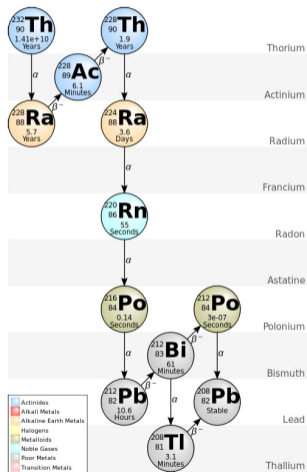 232
90
Th
1.41e+10
Years
228
90
Th
1.9
Years
Thorium
α
β⁻
228
89
Ac
6.1
Minutes
α
Actinium
β⁻
228
88
Ra
5.7
Years
224
88
Ra
3.6
Days
Radium
α
Francium
220
86
Rn
55
Seconds
Radon
α
Astatine
216
84
Po
0.14
Seconds
212
84
Po
3e-07
Seconds
Polonium
α
β⁻
212
83
Bi
61
Minutes
α
Bismuth
β⁻
212
82
Pb
10.6
Hours
α
208
82
Pb
Stable
Lead
β⁻
208
81
Tl
3.1
Minutes
Thallium
Actinides
Alkali Metals
Alkaline Earth Metals
Halogens
Metalloids
Noble Gases
Poor Metals
Transition Metals